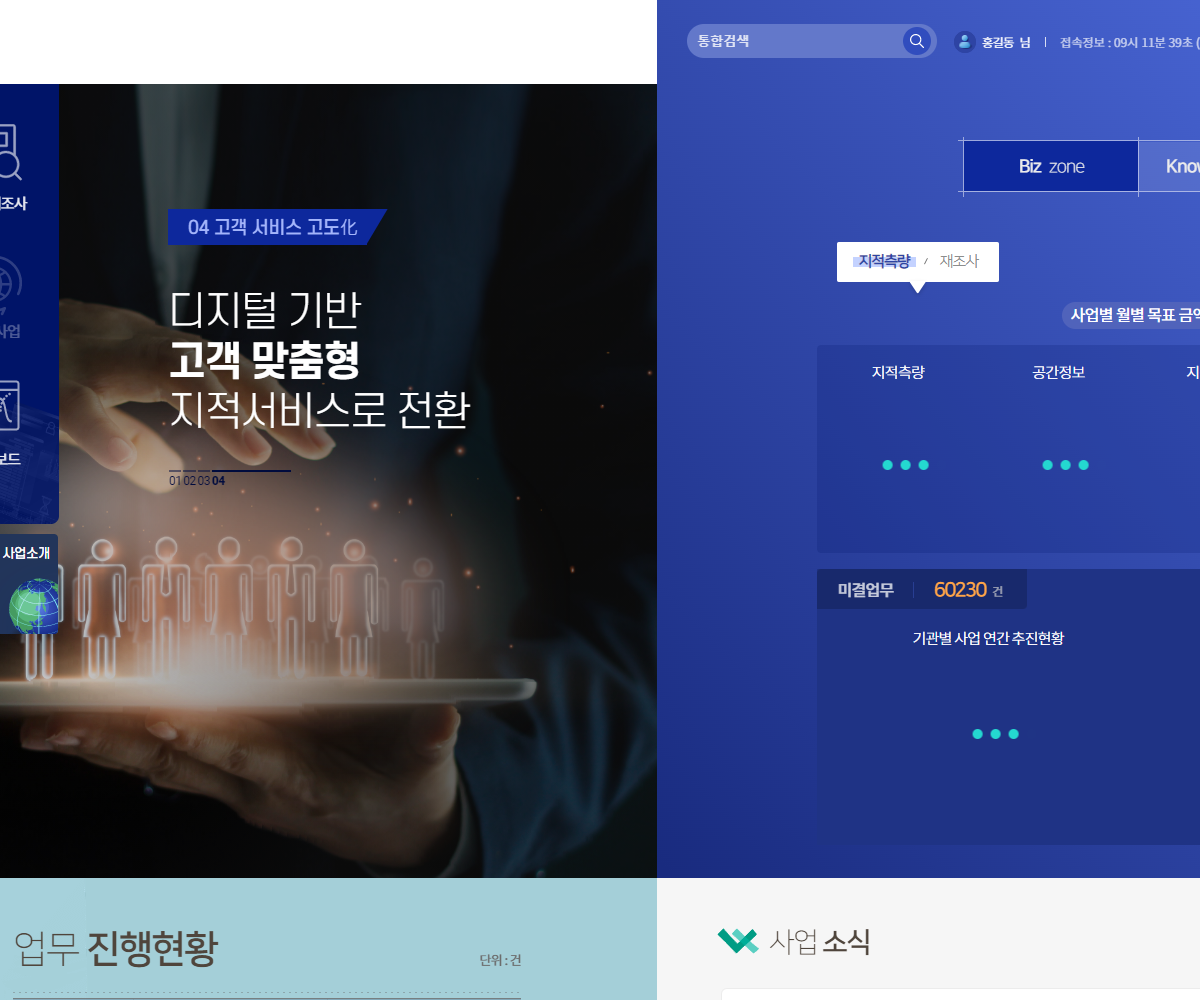 통합검색
홍길동 님
접속정보 : 09시 11분 39초 (
Biz zone
Know
조사
04 고객 서비스 고도化
디지털 기반
고객 맞춤형
지적서비스로 전환
01 02 03 04
사업
보드
사업소개
지적측량 / 재조사
사업별 월별 목표 금액
지적측량
공간정보
지
미결업무
60230 건
기관별 사업 연간 추진현황
업무 진행현황
단위 : 건
사업 소식